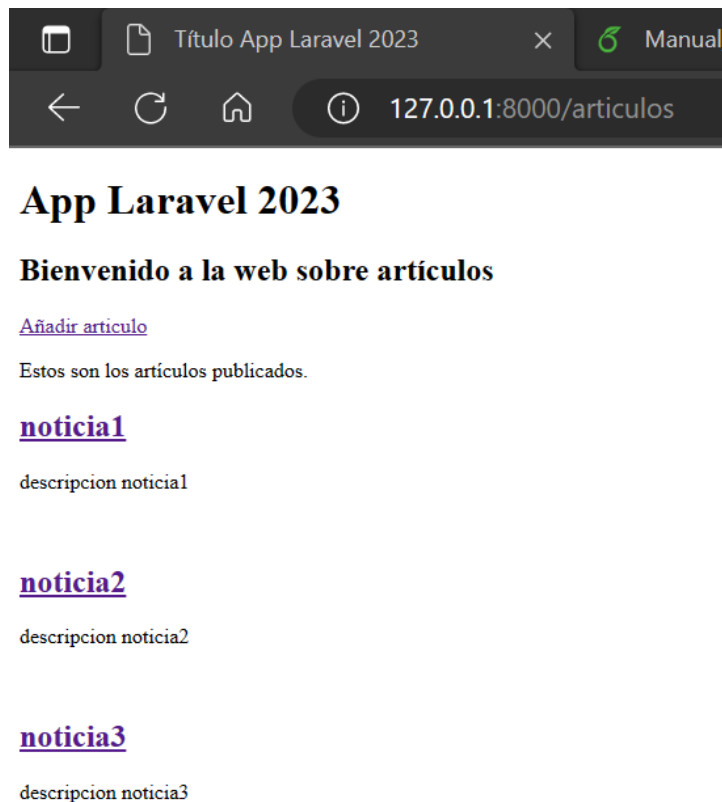 Título App Laravel 2023
Manual
127.0.0.1:8000/articulos
App Laravel 2023
Bienvenido a la web sobre artículos
Añadir articulo
Estos son los artículos publicados.
noticia1
descripcion noticia1
noticia2
descripcion noticia2
noticia3
descripcion noticia3